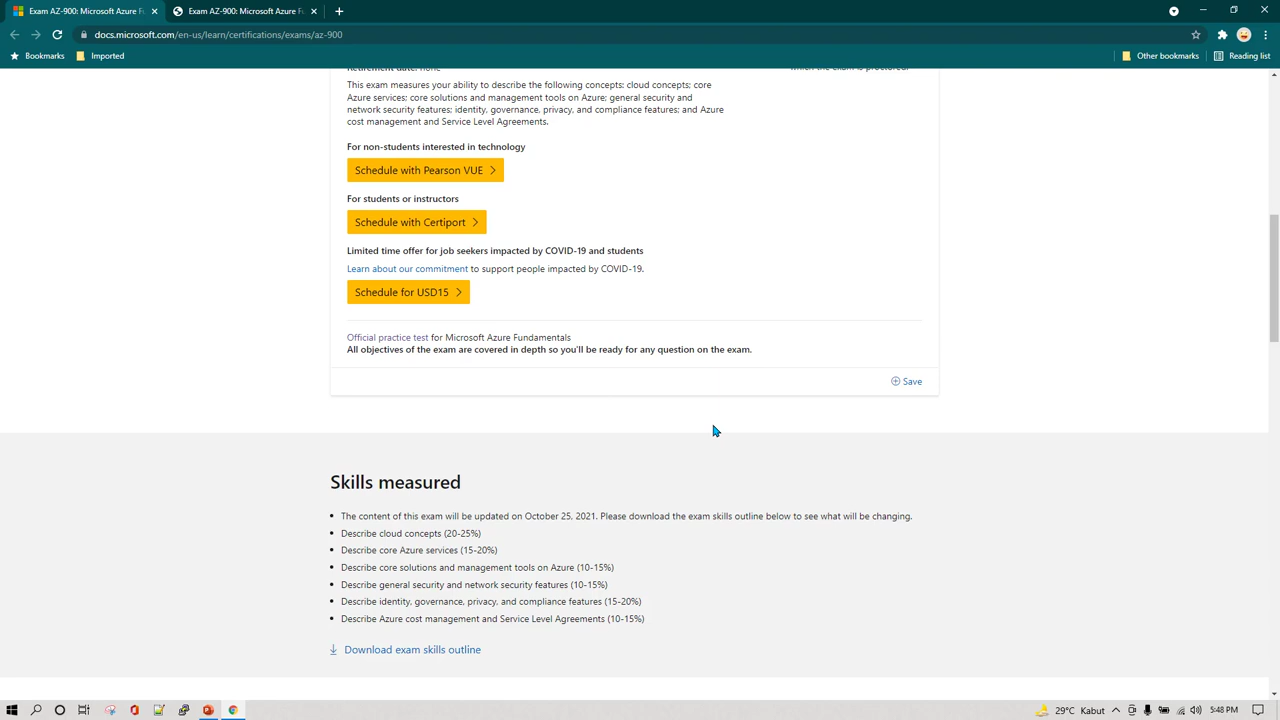 Exam AZ-900: Microsoft Azure Fu
Exam AZ-900: Microsoft Azure Fu
docs.microsoft.com/en-us/learn/certifications/exams/az-900
Bookmarks
Imported
Other bookmarks
Reading list
Retirement date: none
which the exam is proctored.
This exam measures your ability to describe the following concepts: cloud concepts; core
Azure services; core solutions and management tools on Azure; general security and
network security features; identity, governance, privacy, and compliance features; and Azure
cost management and Service Level Agreements.
For non-students interested in technology
Schedule with Pearson VUE
For students or instructors
Schedule with Certiport
Limited time offer for job seekers impacted by COVID-19 and students
Learn about our commitment to support people impacted by COVID-19.
Schedule for USD15
Official practice test for Microsoft Azure Fundamentals
All objectives of the exam are covered in depth so you'll be ready for any question on the exam.
Save
Skills measured
• The content of this exam will be updated on October 25, 2021. Please download the exam skills outline below to see what will be changing.
• Describe cloud concepts (20-25%)
• Describe core Azure services (15-20%)
• Describe core solutions and management tools on Azure (10-15%)
• Describe general security and network security features (10-15%)
• Describe identity, governance, privacy, and compliance features (15-20%)
• Describe Azure cost management and Service Level Agreements (10-15%)
Download exam skills outline
29°C Kabut
5:48 PM